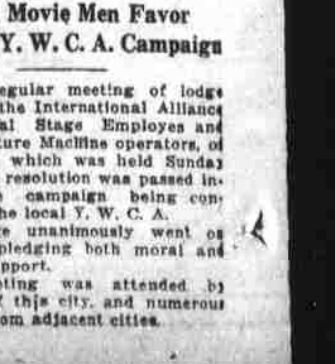 Movie Men Favor
Y. W. C. A. Campaign
egular meeting of lodge
the International Alliance
al Stage Employes and
ture Machine operators, of
which was held Sunday
resolution was passed in-
campaign being con-
he local Y. W. C. A.
e unanimously went on
pledging both moral and
pport.
ting was attended by
this city, and numerous
om adjacent cities.